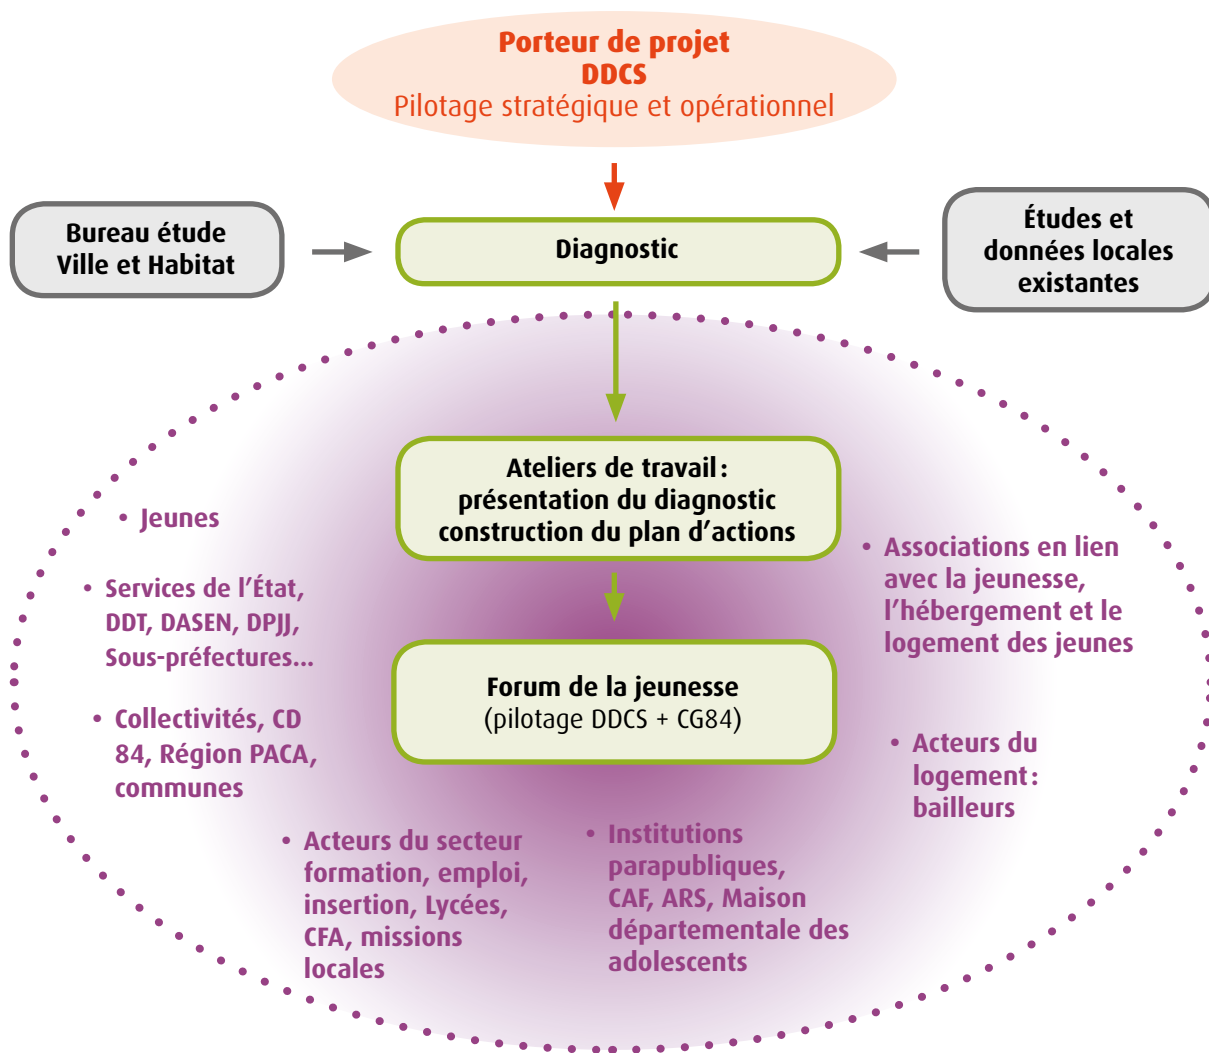 Porteur de projet
DDCS
Pilotage stratégique et opérationnel
Bureau étude
Ville et Habitat
Diagnostic
Études et
données locales
existantes
Ateliers de travail :
présentation du diagnostic
construction du plan d'actions
Forum de la jeunesse
(pilotage DDCS + CG84)
• Jeunes
• Services de l'État,
DDT, DASEN, DPJJ,
Sous-préfectures...
• Collectivités, CD
84, Région PACA,
communes
• Acteurs du secteur
formation, emploi,
insertion, Lycées,
CFA, missions
locales
• Institutions
parapubliques,
CAF, ARS, Maison
départementale des
adolescents
• Associations en lien
avec la jeunesse,
l'hébergement et le
logement des jeunes
• Acteurs du
logement :
bailleurs